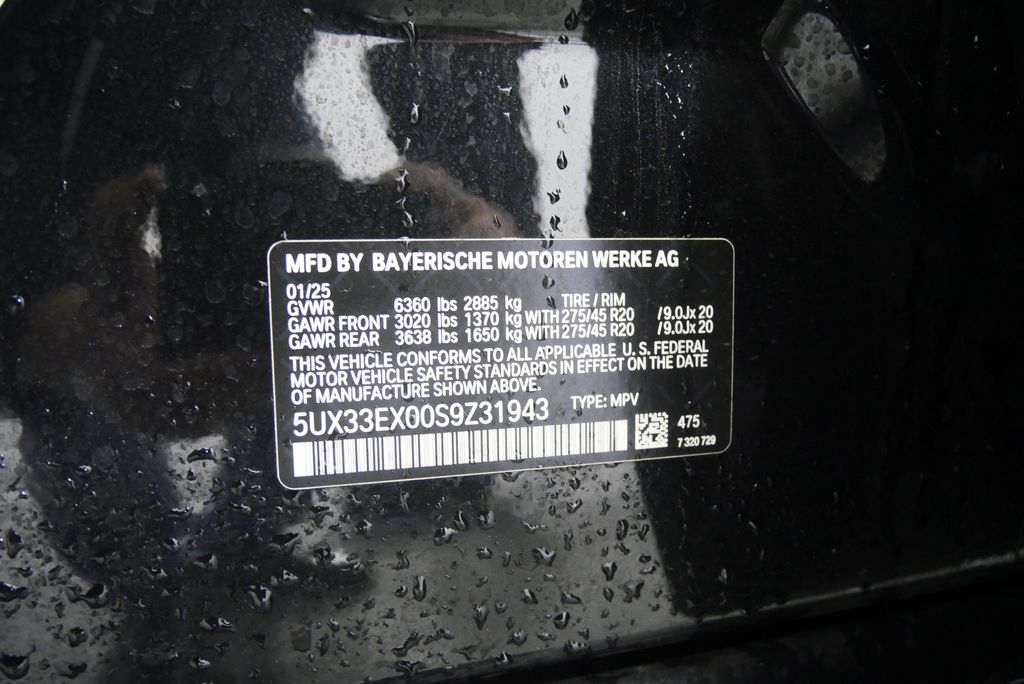 MFD BY BAYERISCHE MOTOREN WERKE AG
01/25
GVWR 6360 lbs 2885 kg TIRE / RIM
GAWR FRONT 3020 lbs 1370 kg WITH 275/45 R20 /9.0Jx 20
GAWR REAR 3638 lbs 1650 kg WITH 275/45 R20 /9.0Jx 20
THIS VEHICLE CONFORMS TO ALL APPLICABLE U.S. FEDERAL
MOTOR VEHICLE SAFETY STANDARDS IN EFFECT ON THE DATE
OF MANUFACTURE SHOWN ABOVE.
5UX33EX00S9Z31943 TYPE: MPV
475
7 320 729